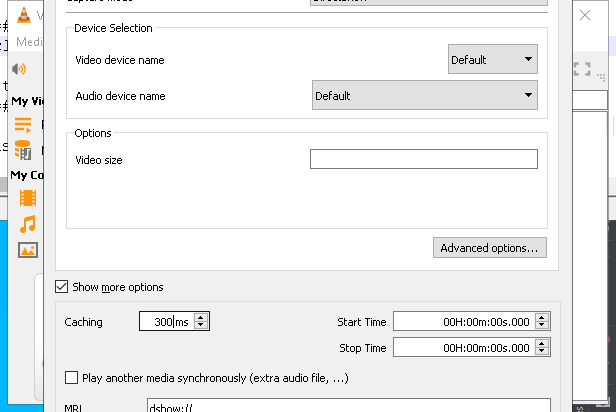 Device Selection
Video device name
Default
Audio device name
Default
Options
Video size
Advanced options...
Show more options
Caching
300 ms
Start Time
00H:00m:00s.000
Stop Time
00H:00m:00s.000
Play another media synchronously (extra audio file, ...)
MRL
dshow://
Medi
My Vi
My Co